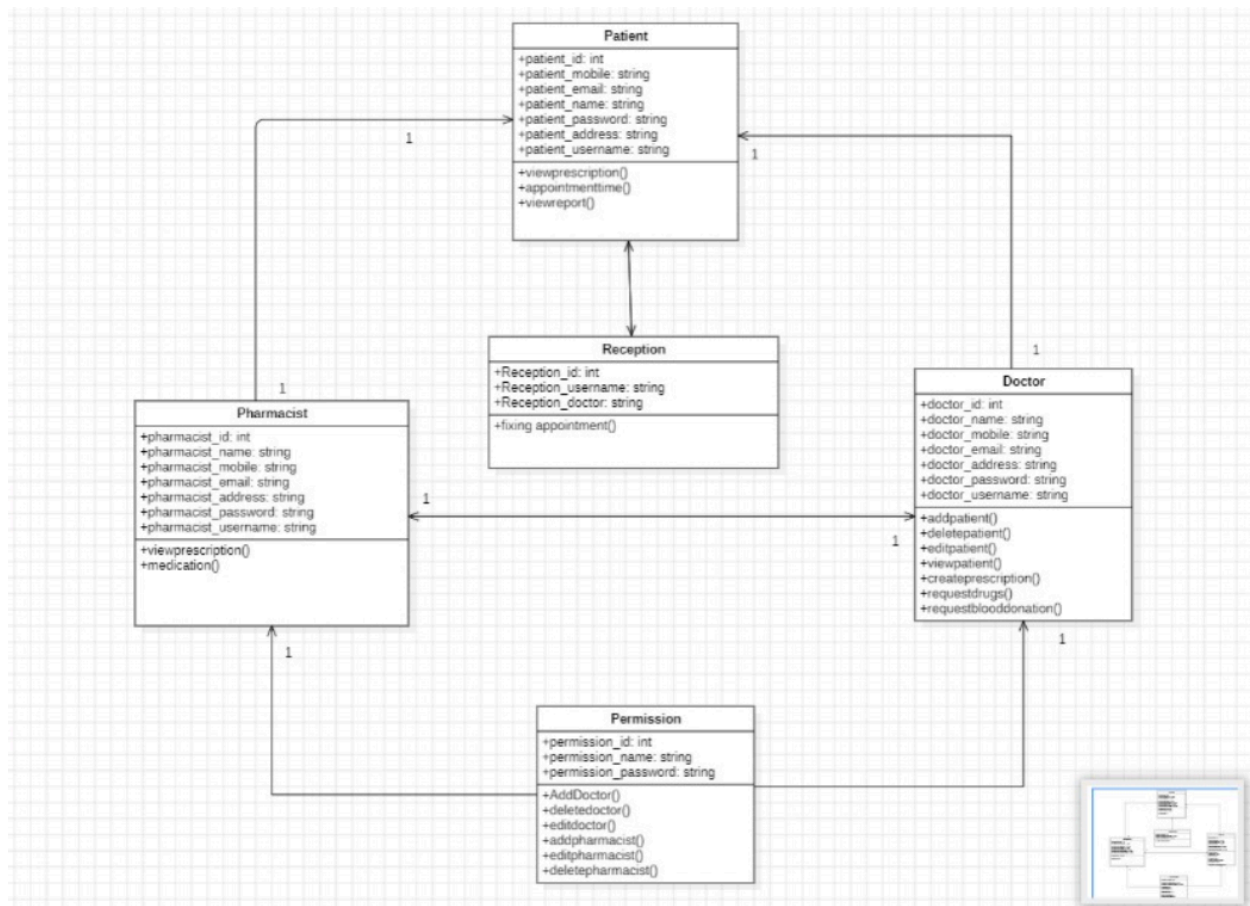 Patient
+patient_id: int
+patient_mobile: string
+patient_email: string
+patient_name: string
+patient_password: string
+patient_address: string
+patient_username: string
+viewprescription()
+appointmenttime()
+viewreport()
1
1
Reception
+Reception_id: int
+Reception_username: string
+Reception_doctor: string
+fixing appointment()
1
Pharmacist
+pharmacist_id: int
+pharmacist_name: string
+pharmacist_mobile: string
+pharmacist_email: string
+pharmacist_address: string
+pharmacist_password: string
+pharmacist_username: string
+viewprescription()
+medication()
1
Doctor
+doctor_id: int
+doctor_name: string
+doctor_mobile: string
+doctor_email: string
+doctor_address: string
+doctor_password: string
+doctor_username: string
+addpatient()
+deletepatient()
+editpatient()
+viewpatient()
+createprescription()
+requestdrugs()
+requestblooddonation()
1
1
1
1
Permission
+permission_id: int
+permission_name: string
+permission_password: string
+AddDoctor()
+deletedoctor()
+editdoctor()
+addpharmacist()
+editpharmacist()
+deletepharmacist()